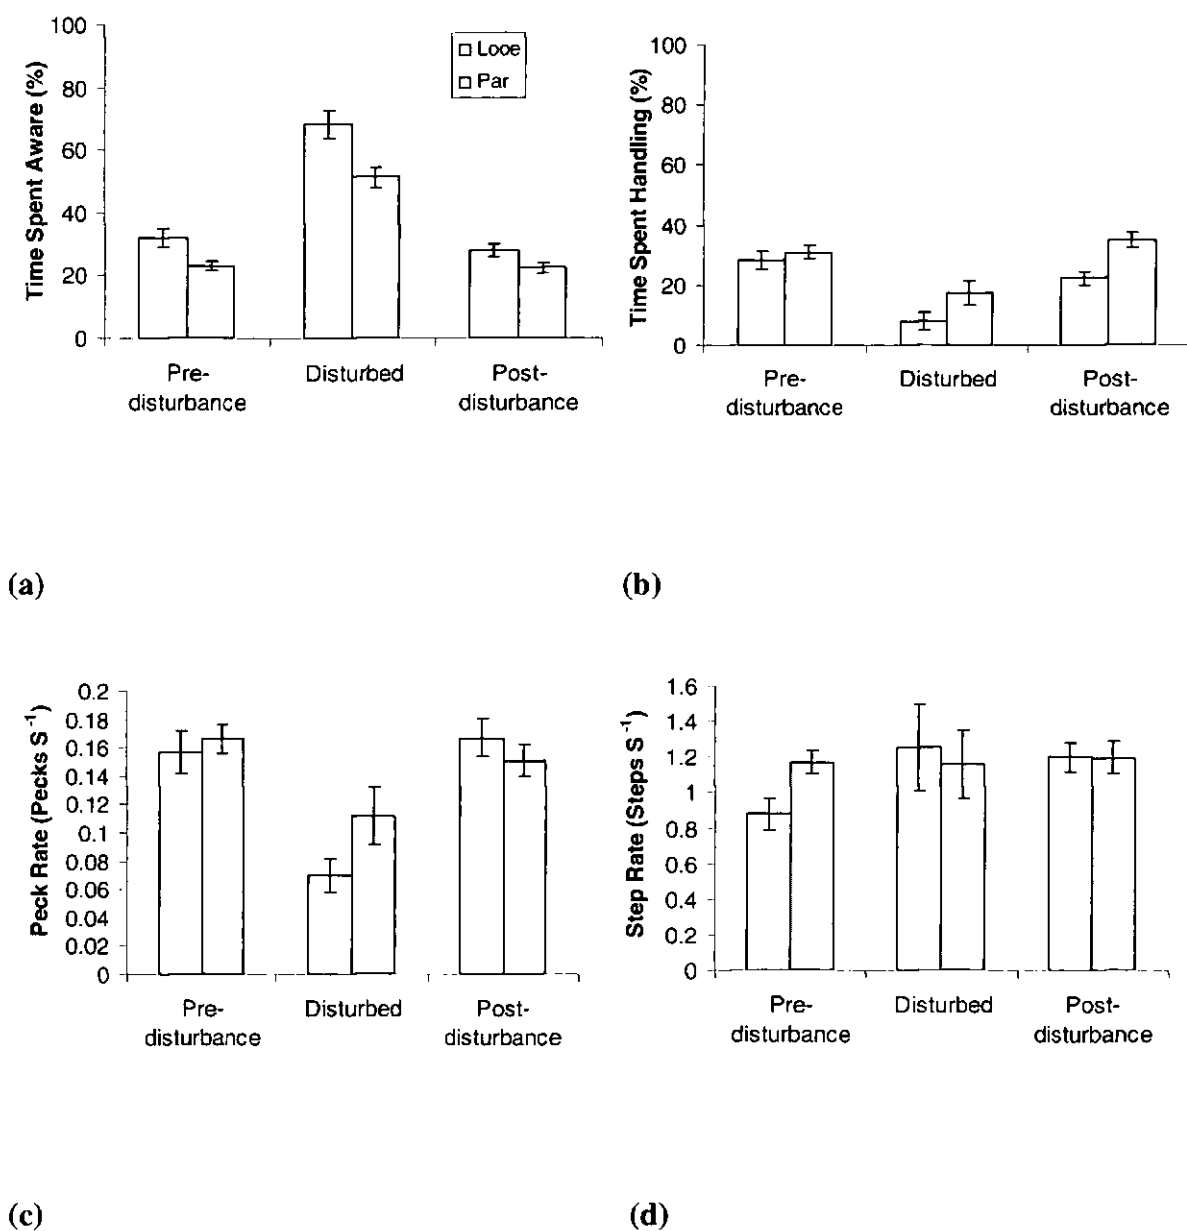 Time Spent Aware (%)
100
80
60
40
20
0
Looe
Par
Pre-
disturbance
Disturbed
Post-
disturbance
(a)
Time Spent Handling (%)
100
80
60
40
20
0
Pre-
disturbance
Disturbed
Post-
disturbance
(b)
Peck Rate (Pecks S⁻¹)
0.2
0.18
0.16
0.14
0.12
0.1
0.08
0.06
0.04
0.02
0
Pre-
disturbance
Disturbed
Post-
disturbance
(c)
Step Rate (Steps S⁻¹)
1.6
1.4
1.2
1
0.8
0.6
0.4
0.2
0
Pre-
disturbance
Disturbed
Post-
disturbance
(d)